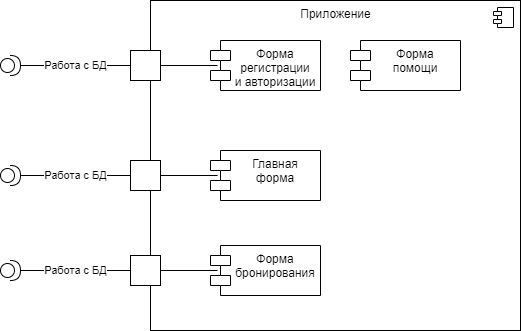 Приложение
Работа с БД
Форма
регистрации
и авторизации
Форма
помощи
Работа с БД
Главная
форма
Работа с БД
Форма
бронирования